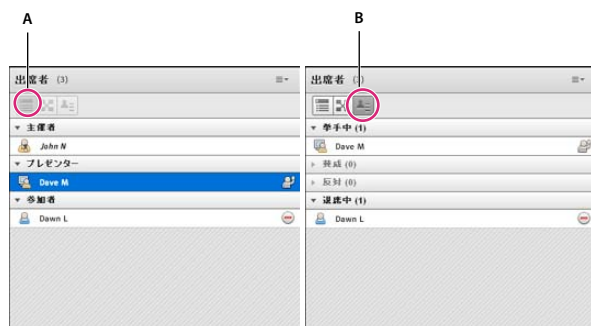 A
B
出席者 (3)
主催者
John N
プレゼンター
Dave M
参加者
Dawn L
出席者
挙手中 (1)
Dave M
賛成 (0)
反対 (0)
退席中 (1)
Dawn L